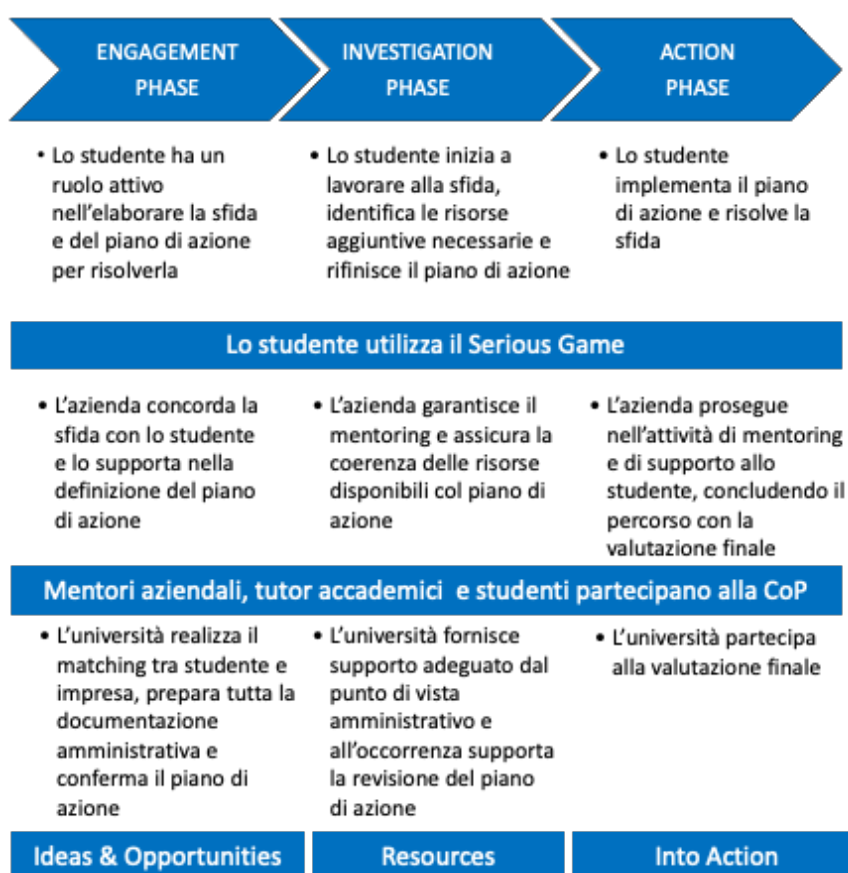 ENGAGEMENT
PHASE
INVESTIGATION
PHASE
ACTION
PHASE
• Lo studente ha un
ruolo attivo
nell'elaborare la sfida
e del piano di azione
per risolverla
• Lo studente inizia a
lavorare alla sfida,
identifica le risorse
aggiuntive necessarie e
rifinisce il piano di azione
• Lo studente
implementa il piano
di azione e risolve la
sfida
Lo studente utilizza il Serious Game
• L'azienda concorda la
sfida con lo studente
e lo supporta nella
definizione del piano
di azione
• L'azienda garantisce il
mentoring e assicura la
coerenza delle risorse
disponibili col piano di
azione
• L'azienda prosegue
nell'attività di mentoring
e di supporto allo
studente, concludendo il
percorso con la
valutazione finale
Mentori aziendali, tutor accademici e studenti partecipano alla CoP
• L'università realizza il
matching tra studente e
impresa, prepara tutta la
documentazione
amministrativa e
conferma il piano di
azione
• L'università fornisce
supporto adeguato dal
punto di vista
amministrativo e
all'occorrenza supporta
la revisione del piano
di azione
• L'università partecipa
alla valutazione finale
Ideas & Opportunities
Resources
Into Action